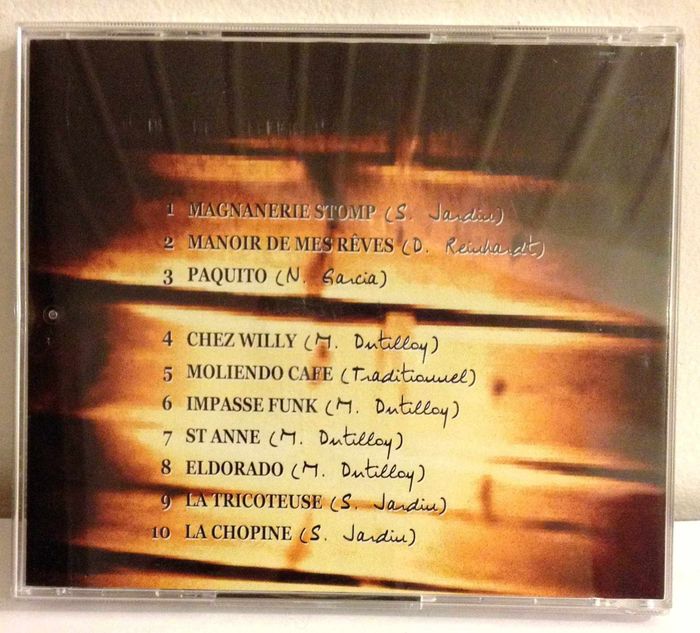 1 MAGNANERIE STOMP (S. Jardin)
2 MANOIR DE MES RÊVES (D. Reinhardt)
3 PAQUITO (N. Garcia)
4 CHEZ WILLY (M. Dutilloy)
5 MOLIENDO CAFE (Traditionnel)
6 IMPASSE FUNK (M. Dutilloy)
7 ST ANNE (M. Dutilloy)
8 ELDORADO (M. Dutilloy)
9 LA TRICOTEUSE (S. Jardin)
10 LA CHOPINE (S. Jardin)